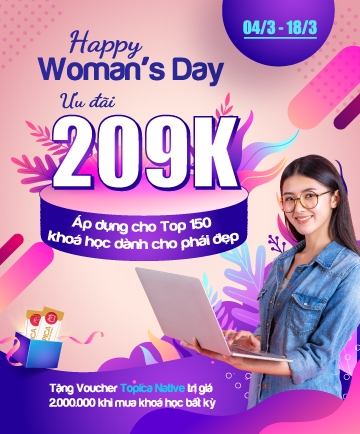 04/3 - 18/3
Happy
Woman's Day
Ưu đãi
209K
Áp dụng cho Top 150
khoá học dành cho phái đẹp
Tặng Voucher Topica Native trị giá
2.000.000 khi mua khoá học bất kỳ